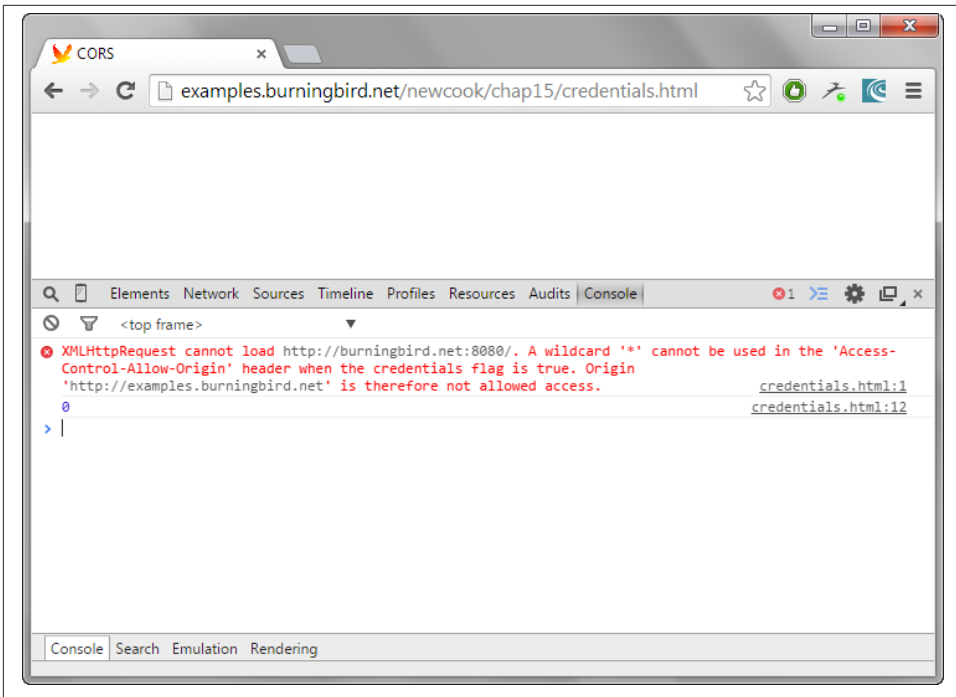 CORS
examples.burningbird.net/newcook/chap15/credentials.html
Elements Network Sources Timeline Profiles Resources Audits Console 1
<top frame>
XMLHttpRequest cannot load http://burningbird.net:8080/. A wildcard '*' cannot be used in the 'Access-
Control-Allow-Origin' header when the credentials flag is true. Origin
'http://examples.burningbird.net' is therefore not allowed access. credentials.html:1
0 credentials.html:12
Console Search Emulation Rendering